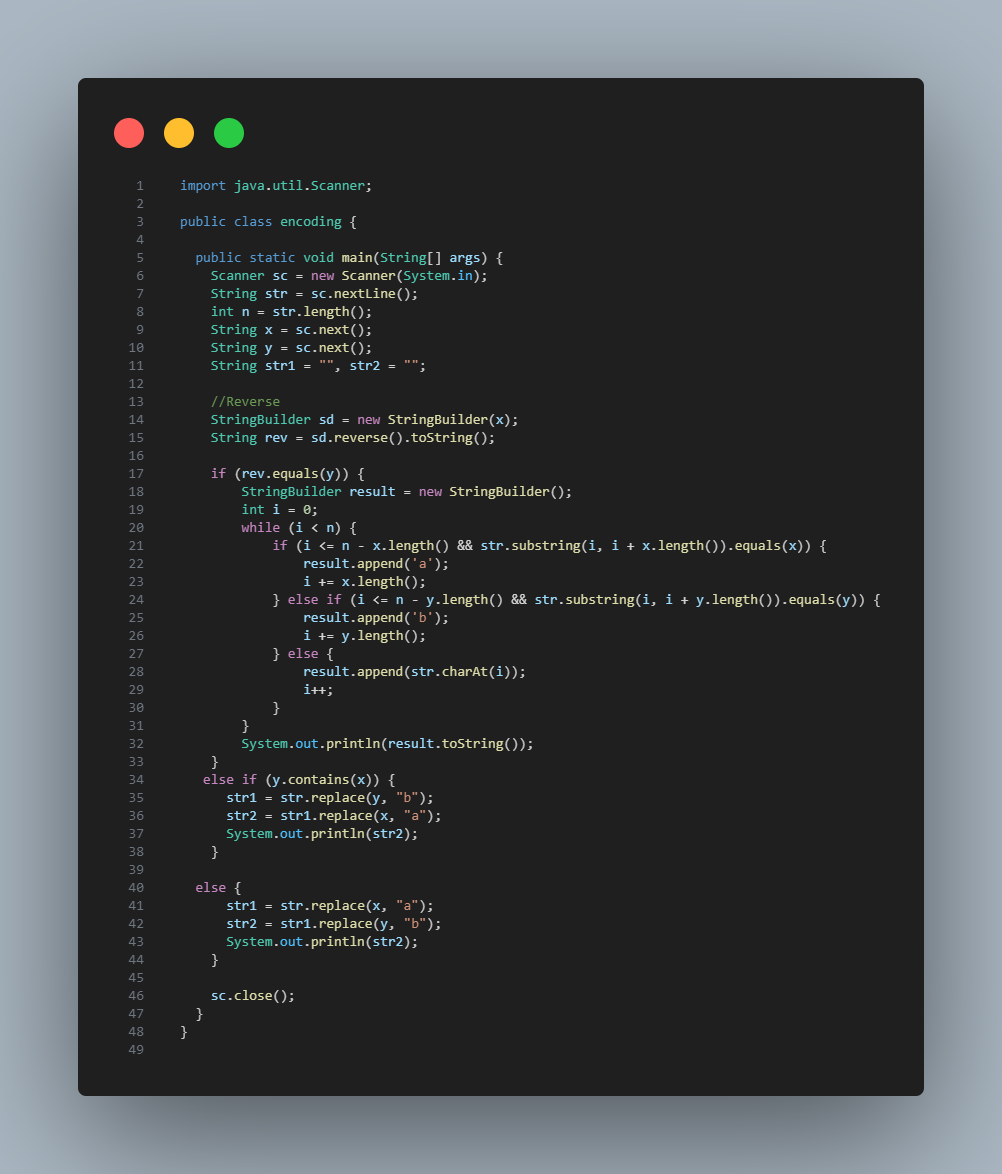 1 import java.util.Scanner;
2
3 public class encoding {
4
5   public static void main(String[] args) {
6     Scanner sc = new Scanner(System.in);
7     String str = sc.nextLine();
8     int n = str.length();
9     String x = sc.next();
10     String y = sc.next();
11     String str1 = "", str2 = "";
12
13     //Reverse
14     StringBuilder sd = new StringBuilder(x);
15     String rev = sd.reverse().toString();
16
17     if (rev.equals(y)) {
18         StringBuilder result = new StringBuilder();
19         int i = 0;
20         while (i < n) {
21             if (i <= n - x.length() && str.substring(i, i + x.length()).equals(x)) {
22                 result.append('a');
23                 i += x.length();
24             } else if (i <= n - y.length() && str.substring(i, i + y.length()).equals(y)) {
25                 result.append('b');
26                 i += y.length();
27             } else {
28                 result.append(str.charAt(i));
29                 i++;
30             }
31         }
32         System.out.println(result.toString());
33     }
34    else if (y.contains(x)) {
35       str1 = str.replace(y, "b");
36       str2 = str1.replace(x, "a");
37       System.out.println(str2);
38     }
39
40   else {
41       str1 = str.replace(x, "a");
42       str2 = str1.replace(y, "b");
43       System.out.println(str2);
44     }
45
46     sc.close();
47   }
48 }
49